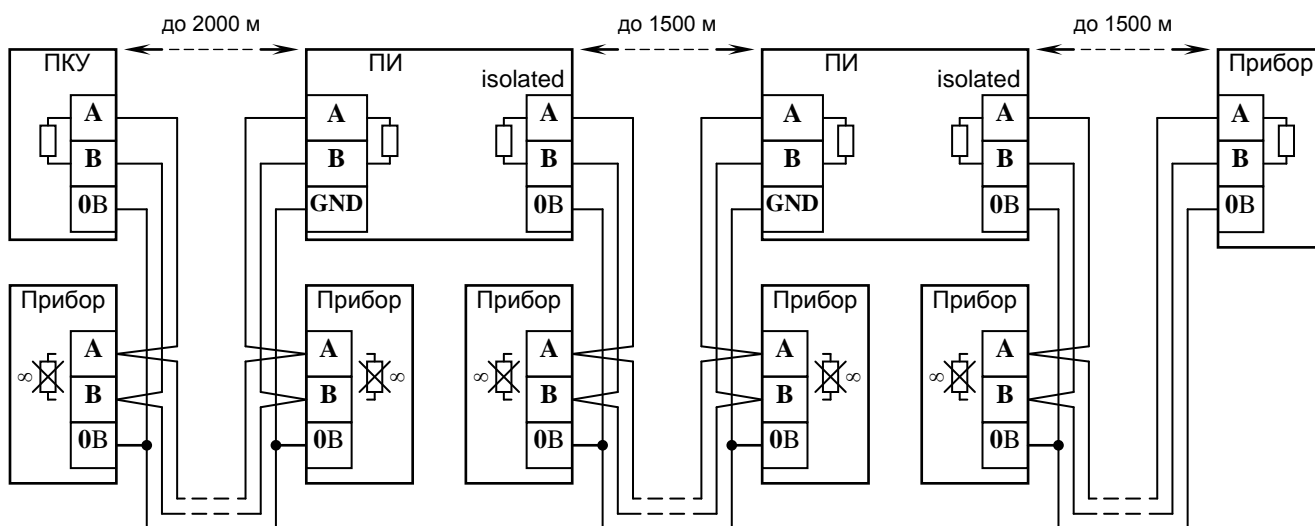 до 2000 м до 1500 м до 1500 м
ПКУ ПИ ПИ Прибор
isolated isolated
A A A A A A
B B B B B B
0В GND 0В GND 0В 0В
Прибор Прибор Прибор Прибор Прибор
A A A A A
∞ ∞ ∞ ∞ ∞
B B B B B
0В 0В 0В 0В 0В